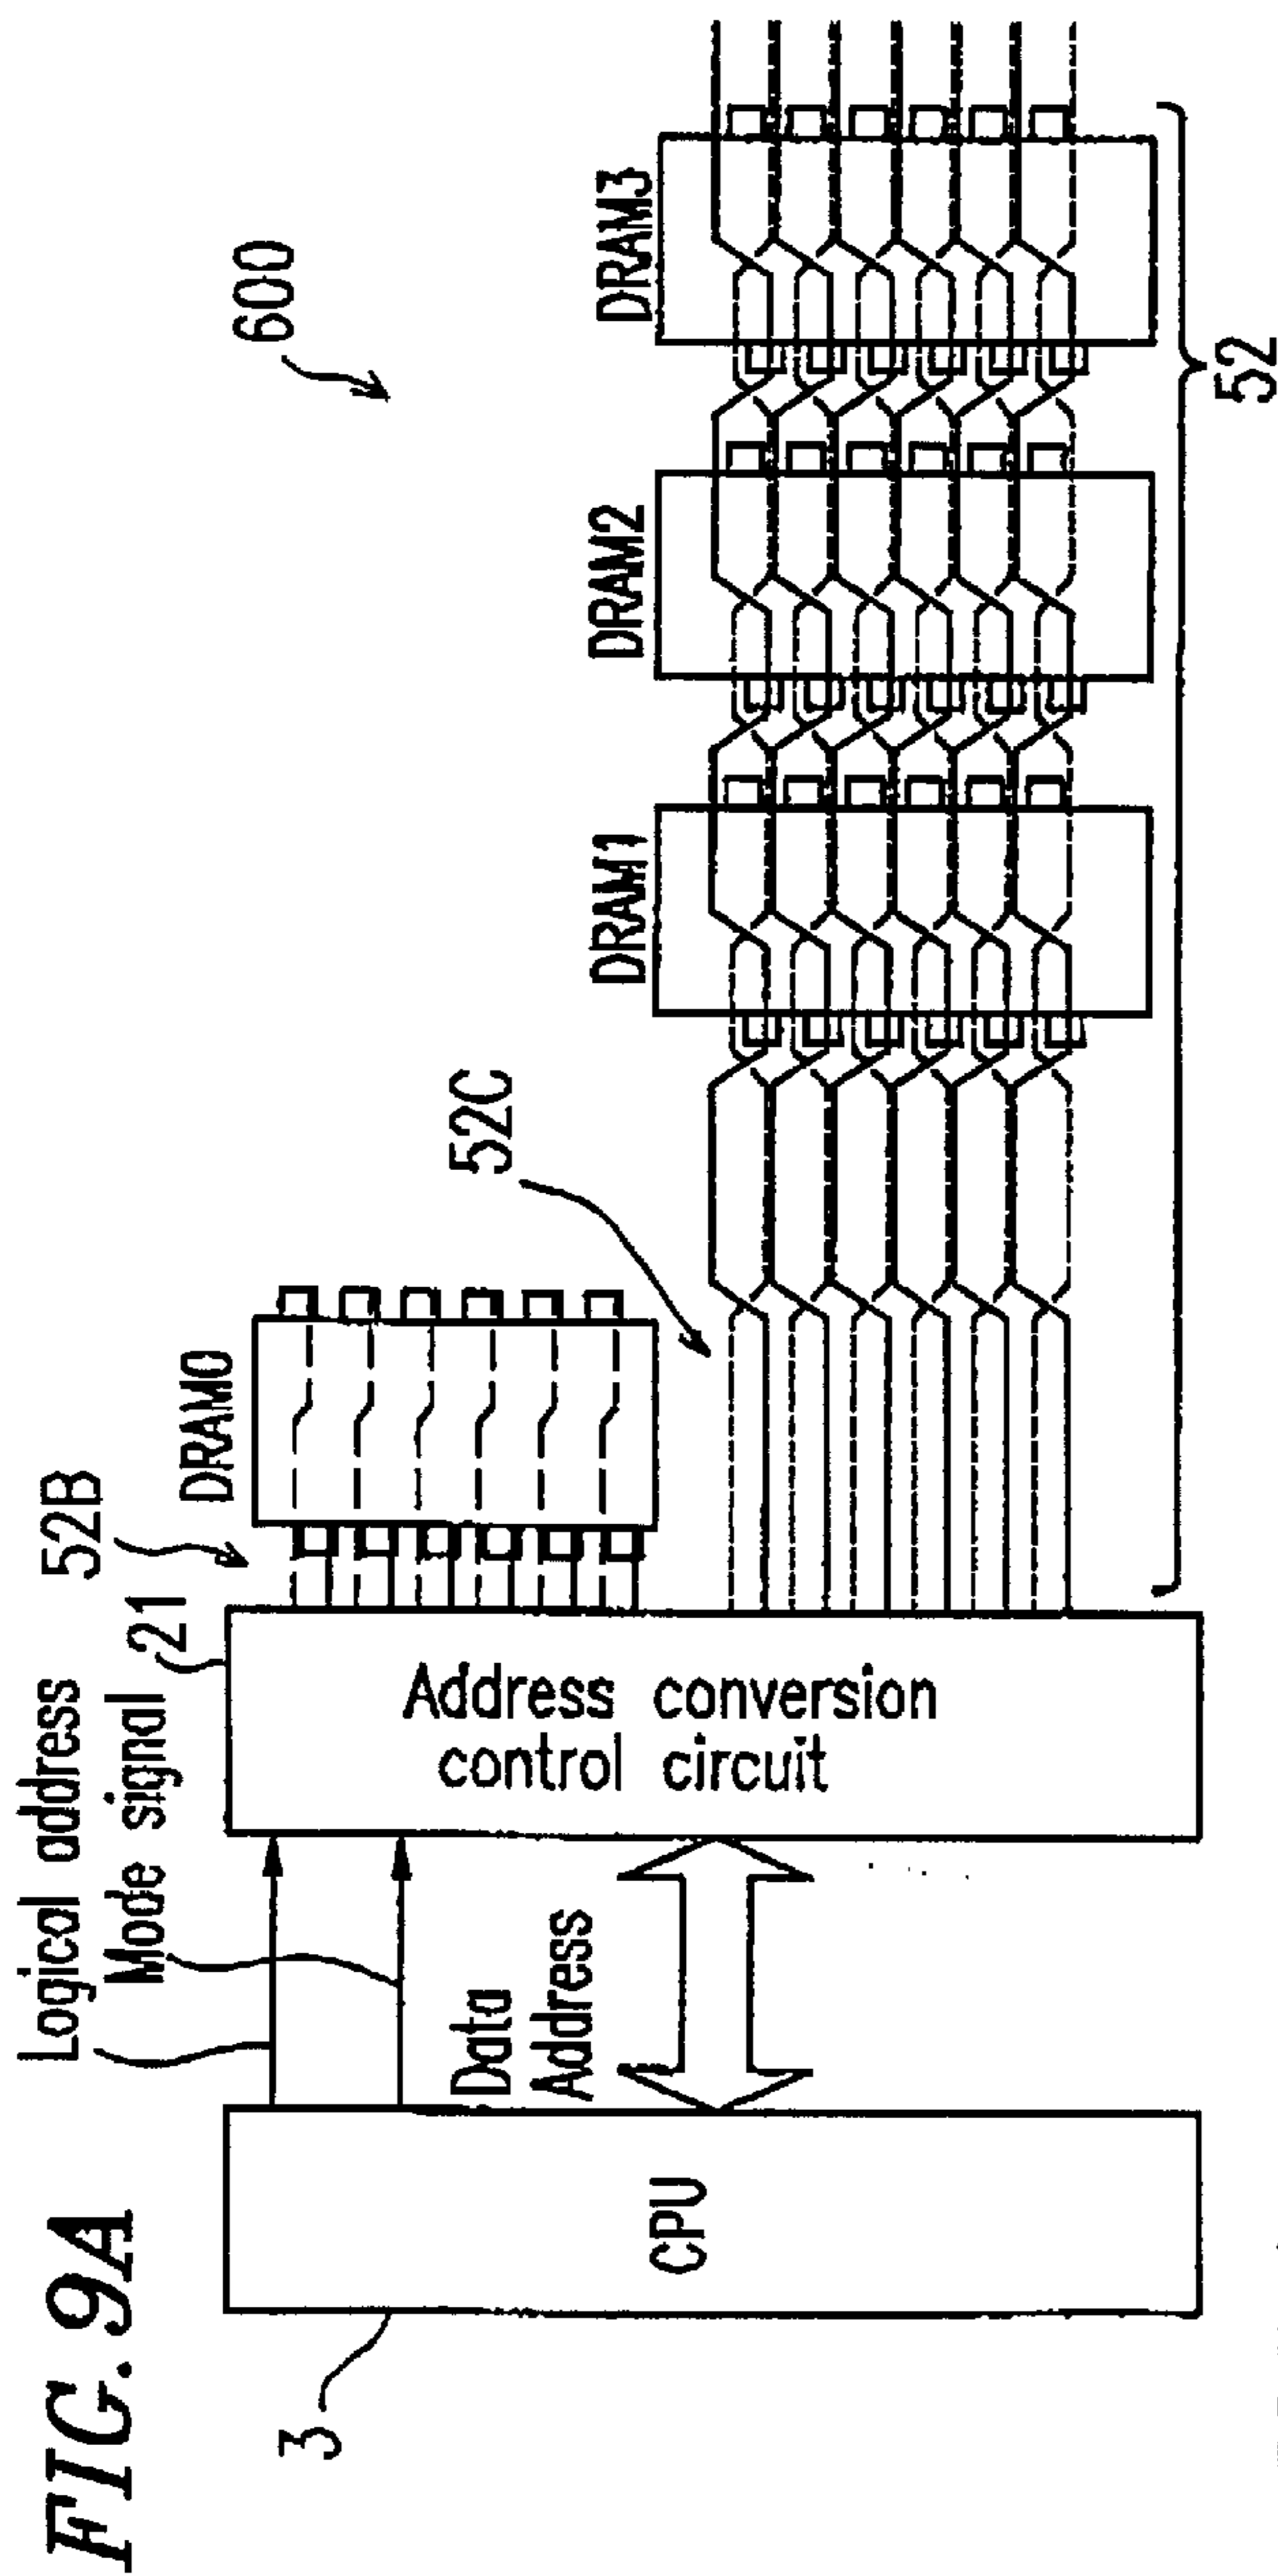 FIG. 9A
600
3
CPU
Logical address
Mode signal
Data
Address
21
Address conversion
control circuit
52B
DRAM0
52C
DRAM1
DRAM2
DRAM3
52